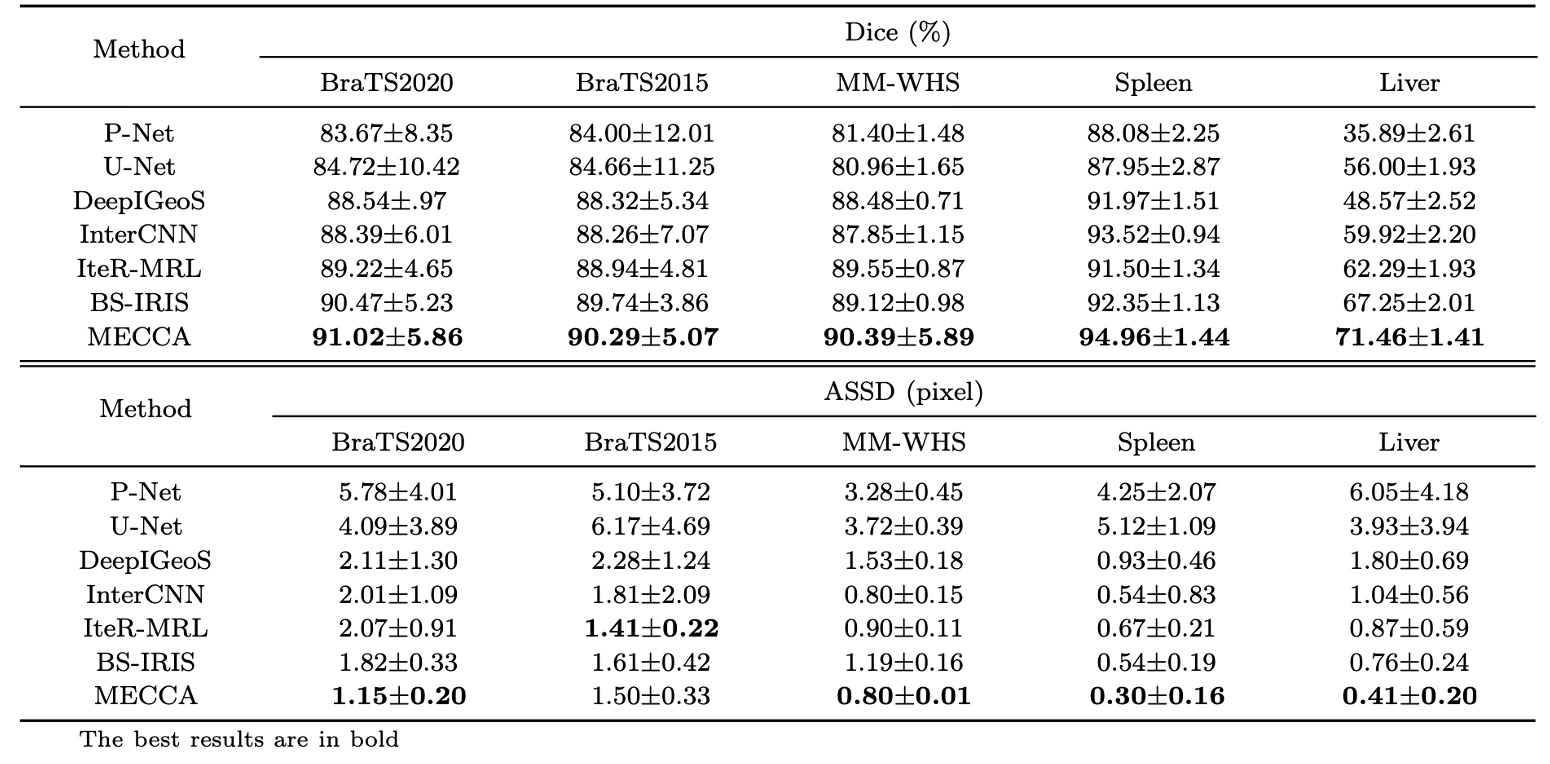 Method Dice (%)
BraTS2020 BraTS2015 MM-WHS Spleen Liver
P-Net 83.67±8.35 84.00±12.01 81.40±1.48 88.08±2.25 35.89±2.61
U-Net 84.72±10.42 84.66±11.25 80.96±1.65 87.95±2.87 56.00±1.93
DeepIGeoS 88.54±.97 88.32±5.34 88.48±0.71 91.97±1.51 48.57±2.52
InterCNN 88.39±6.01 88.26±7.07 87.85±1.15 93.52±0.94 59.92±2.20
IteR-MRL 89.22±4.65 88.94±4.81 89.55±0.87 91.50±1.34 62.29±1.93
BS-IRIS 90.47±5.23 89.74±3.86 89.12±0.98 92.35±1.13 67.25±2.01
MECCA 91.02±5.86 90.29±5.07 90.39±5.89 94.96±1.44 71.46±1.41
Method ASSD (pixel)
BraTS2020 BraTS2015 MM-WHS Spleen Liver
P-Net 5.78±4.01 5.10±3.72 3.28±0.45 4.25±2.07 6.05±4.18
U-Net 4.09±3.89 6.17±4.69 3.72±0.39 5.12±1.09 3.93±3.94
DeepIGeoS 2.11±1.30 2.28±1.24 1.53±0.18 0.93±0.46 1.80±0.69
InterCNN 2.01±1.09 1.81±2.09 0.80±0.15 0.54±0.83 1.04±0.56
IteR-MRL 2.07±0.91 1.41±0.22 0.90±0.11 0.67±0.21 0.87±0.59
BS-IRIS 1.82±0.33 1.61±0.42 1.19±0.16 0.54±0.19 0.76±0.24
MECCA 1.15±0.20 1.50±0.33 0.80±0.01 0.30±0.16 0.41±0.20
The best results are in bold